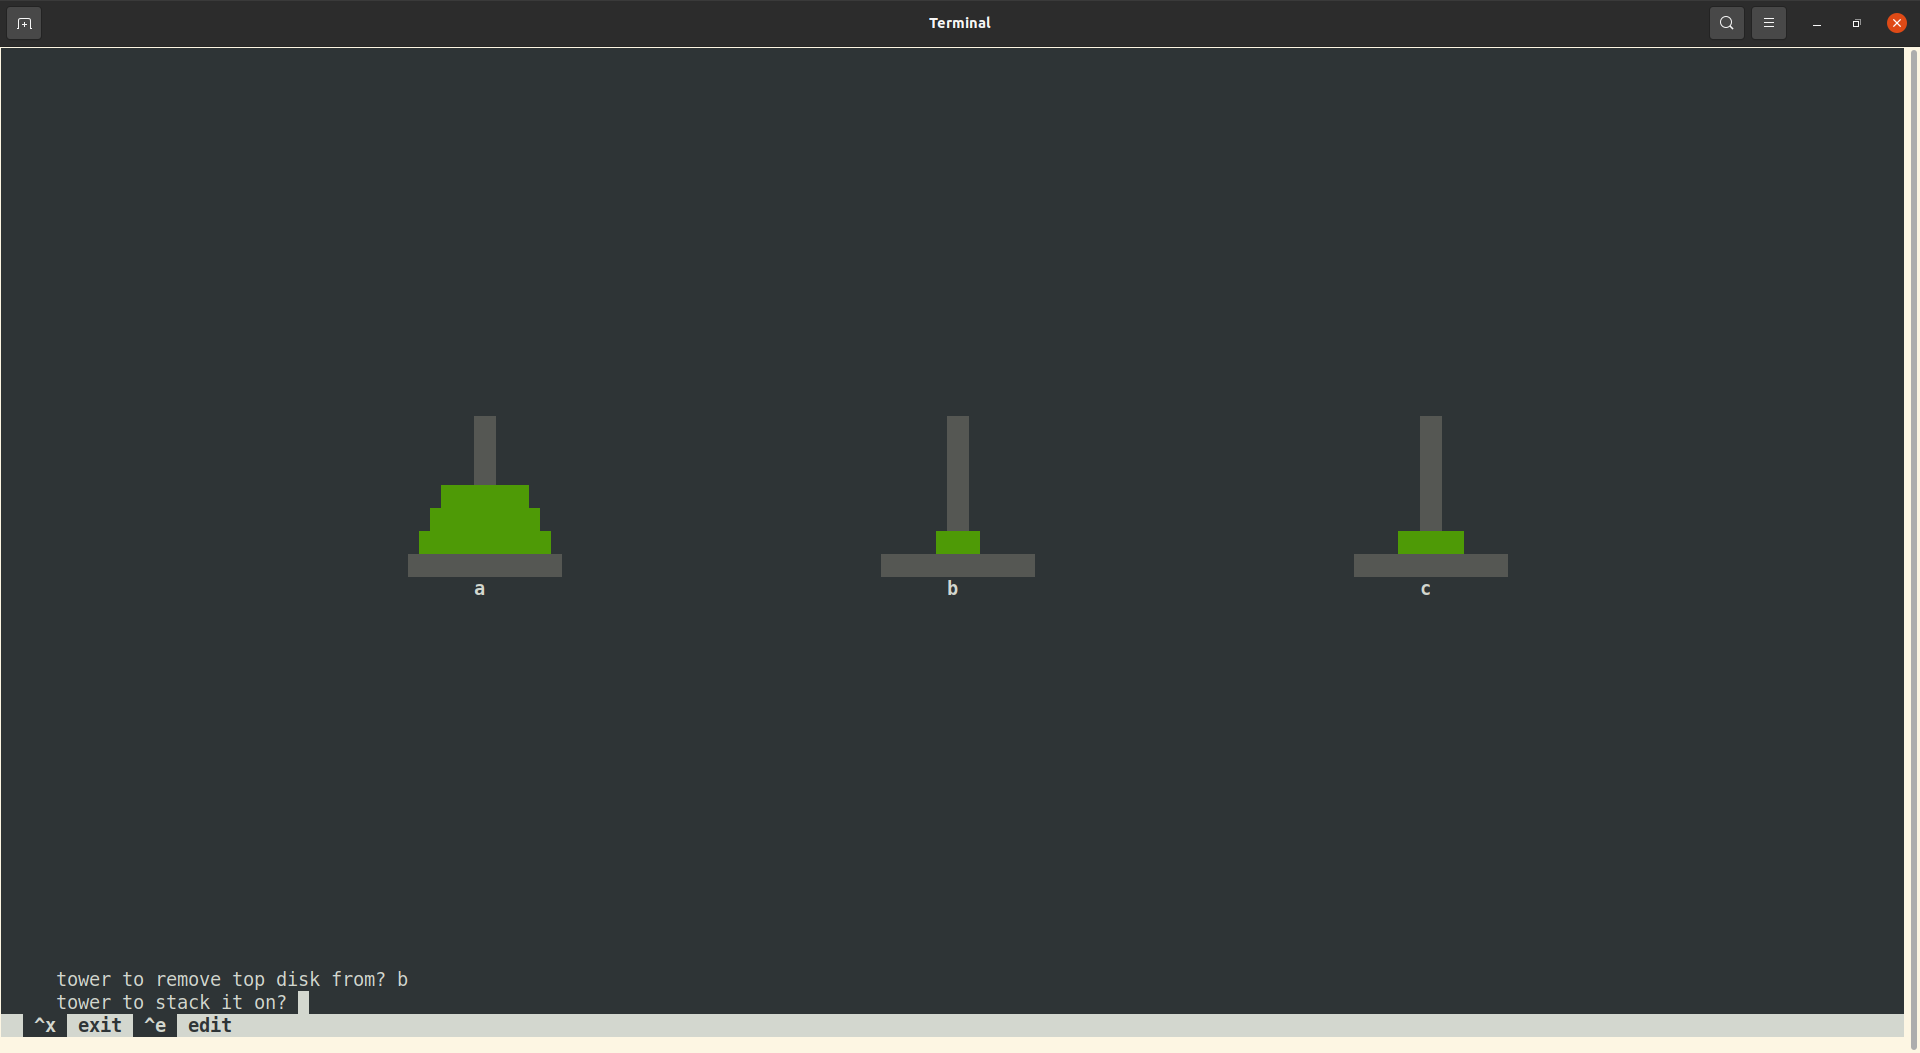 Terminal
a b c
tower to remove top disk from? b
tower to stack it on?
^x exit ^e edit